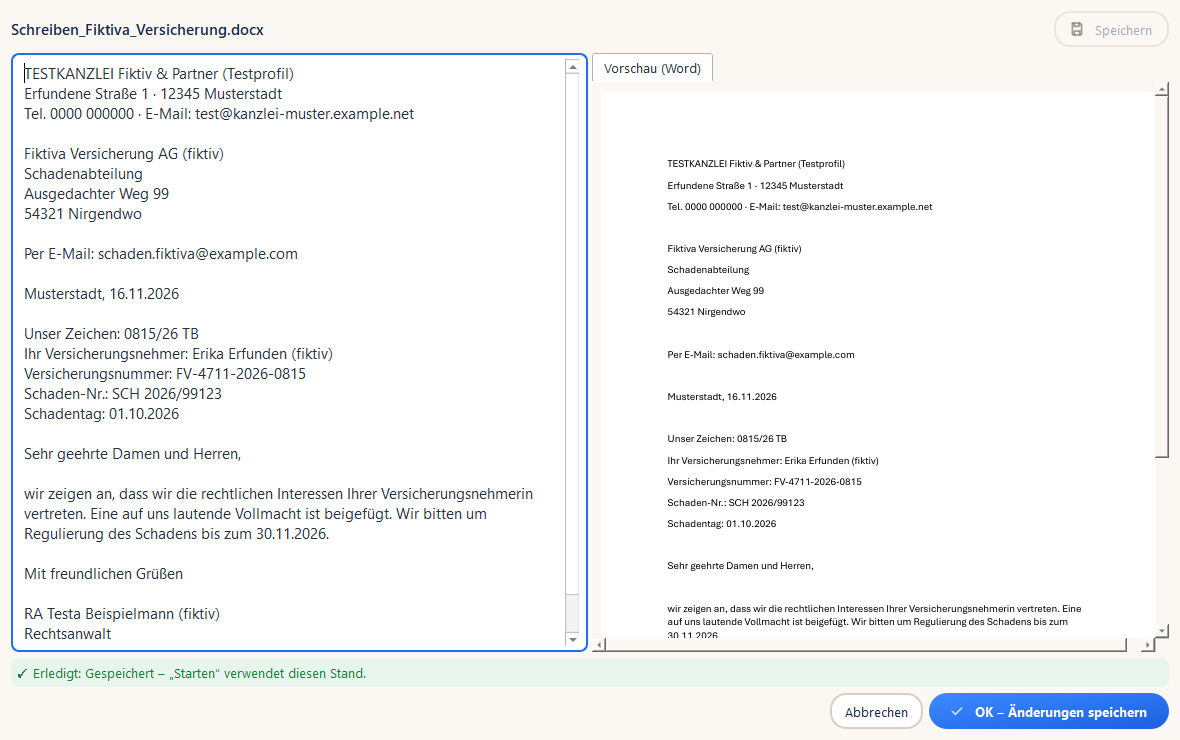 Schreiben_Fiktiva_Versicherung.docx
Speichern
TESTKANZLEI Fiktiv & Partner (Testprofil)
Erfundene Straße 1 · 12345 Musterstadt
Tel. 0000 000000 · E-Mail: test@kanzlei-muster.example.net
Fiktiva Versicherung AG (fiktiv)
Schadenabteilung
Ausgedachter Weg 99
54321 Nirgendwo
Per E-Mail: schaden.fiktiva@example.com
Musterstadt, 16.11.2026
Unser Zeichen: 0815/26 TB
Ihr Versicherungsnehmer: Erika Erfunden (fiktiv)
Versicherungsnummer: FV-4711-2026-0815
Schaden-Nr.: SCH 2026/99123
Schadentag: 01.10.2026
Sehr geehrte Damen und Herren,
wir zeigen an, dass wir die rechtlichen Interessen Ihrer Versicherungsnehmerin
vertreten. Eine auf uns lautende Vollmacht ist beigefügt. Wir bitten um
Regulierung des Schadens bis zum 30.11.2026.
Mit freundlichen Grüßen
RA Testa Beispielmann (fiktiv)
Rechtsanwalt
Vorschau (Word)
TESTKANZLEI Fiktiv & Partner (Testprofil)
Erfundene Straße 1 · 12345 Musterstadt
Tel. 0000 000000 · E-Mail: test@kanzlei-muster.example.net
Fiktiva Versicherung AG (fiktiv)
Schadenabteilung
Ausgedachter Weg 99
54321 Nirgendwo
Per E-Mail: schaden.fiktiva@example.com
Musterstadt, 16.11.2026
Unser Zeichen: 0815/26 TB
Ihr Versicherungsnehmer: Erika Erfunden (fiktiv)
Versicherungsnummer: FV-4711-2026-0815
Schaden-Nr.: SCH 2026/99123
Schadentag: 01.10.2026
Sehr geehrte Damen und Herren,
wir zeigen an, dass wir die rechtlichen Interessen Ihrer Versicherungsnehmerin vertreten. Eine
auf uns lautende Vollmacht ist beigefügt. Wir bitten um Regulierung des Schadens bis zum
30.11.2026.
✓ Erledigt: Gespeichert – „Starten“ verwendet diesen Stand.
Abbrechen
✓ OK – Änderungen speichern